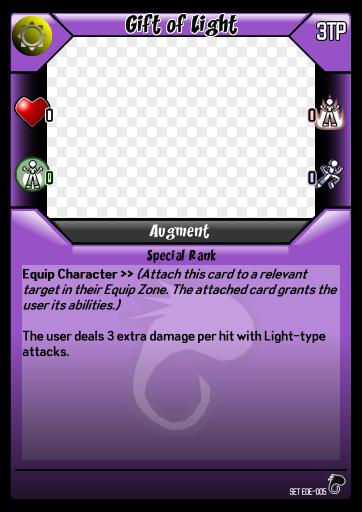 Gift of Light
3TP
0
0
0
0
Augment
Special Rank
Equip Character >> (Attach this card to a relevant
target in their Equip Zone. The attached card grants the
user its abilities.)
The user deals 3 extra damage per hit with Light-type
attacks.
SET EDE-005